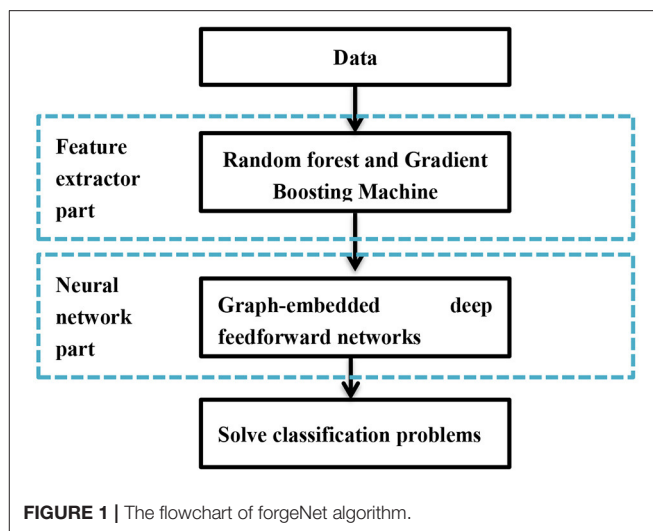 Data
Feature
extractor
part
Random forest and Gradient
Boosting Machine
Neural
network
part
Graph-embedded deep
feedforward networks
Solve classification problems
FIGURE 1 | The flowchart of forgeNet algorithm.